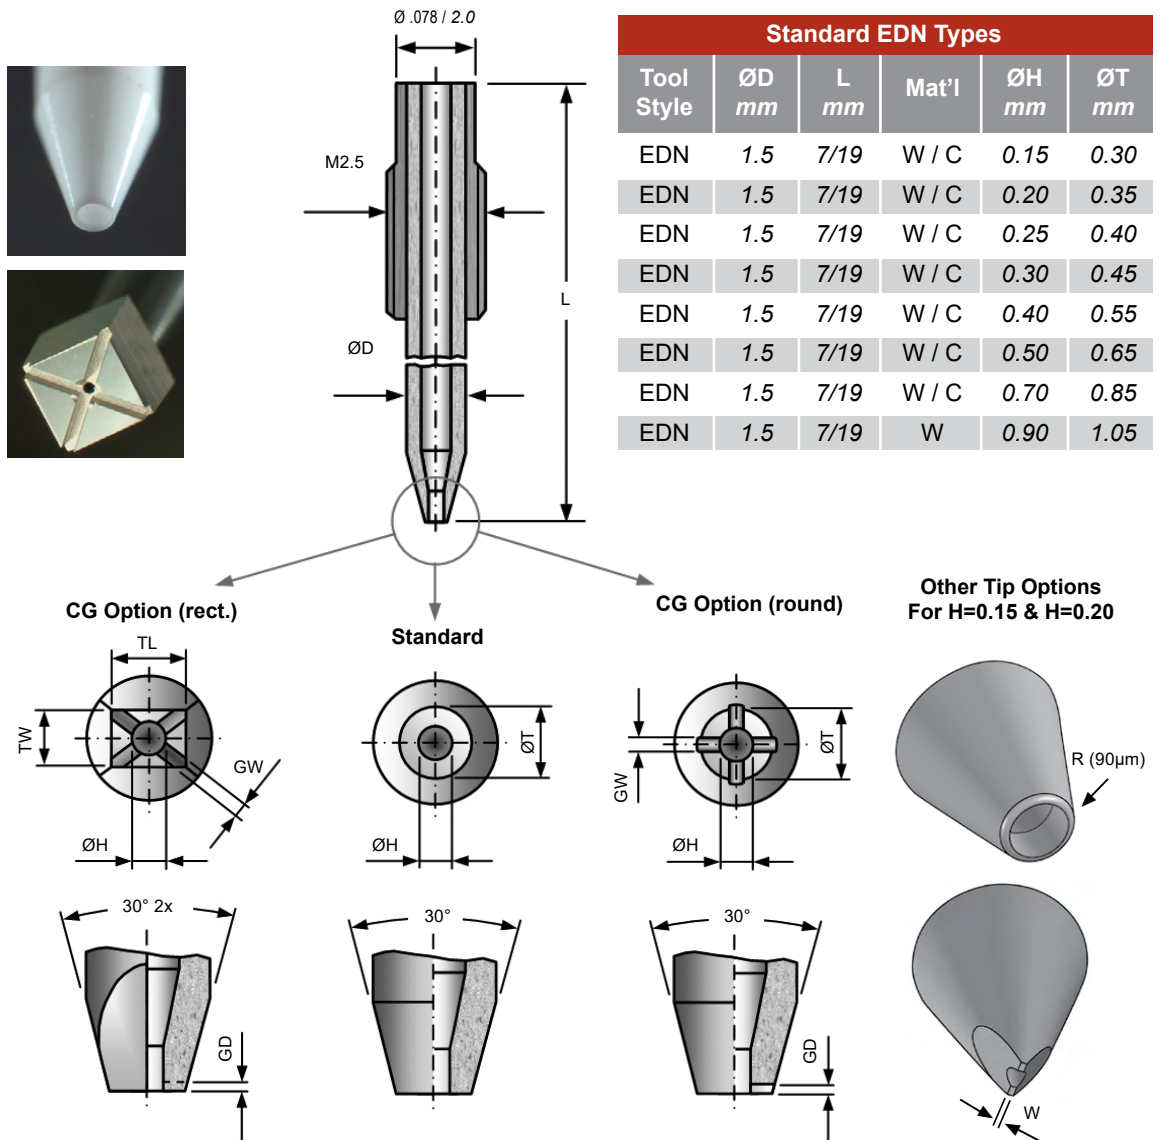 Ø .078 / 2.0
M2.5
L
ØD
Standard EDN Types
Tool Style ØD mm L mm Mat'l ØH mm ØT mm
EDN 1.5 7/19 W / C 0.15 0.30
EDN 1.5 7/19 W / C 0.20 0.35
EDN 1.5 7/19 W / C 0.25 0.40
EDN 1.5 7/19 W / C 0.30 0.45
EDN 1.5 7/19 W / C 0.40 0.55
EDN 1.5 7/19 W / C 0.50 0.65
EDN 1.5 7/19 W / C 0.70 0.85
EDN 1.5 7/19 W 0.90 1.05
CG Option (rect.)
TL
TW
GW
ØH
30° 2x
GD
Standard
ØT
ØH
30°
CG Option (round)
GW
ØT
ØH
30°
GD
Other Tip Options
For H=0.15 & H=0.20
R (90µm)
W